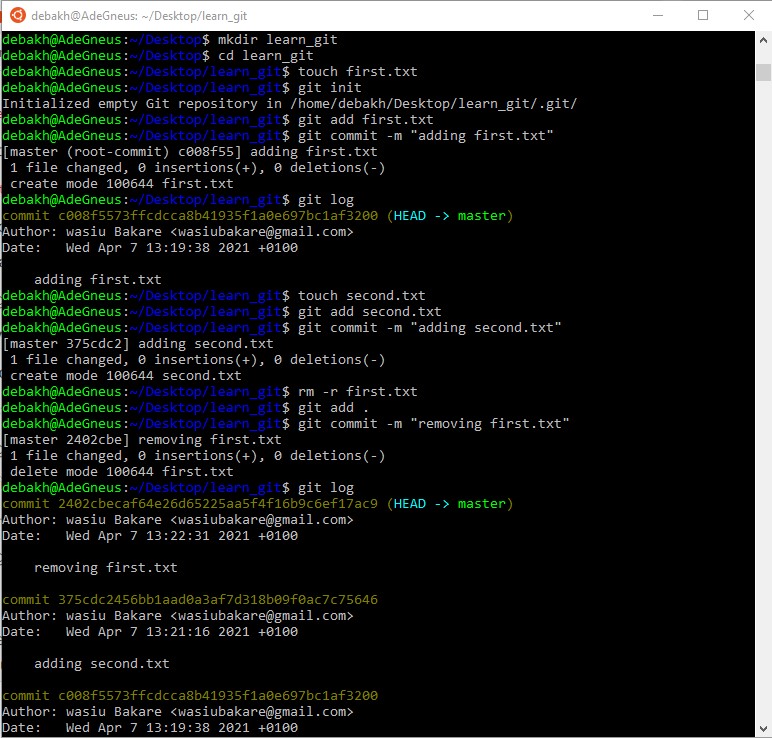 debakh@AdeGneus: ~/Desktop/learn_git
debakh@AdeGneus:~/Desktop$ mkdir learn_git
debakh@AdeGneus:~/Desktop$ cd learn_git
debakh@AdeGneus:~/Desktop/learn_git$ touch first.txt
debakh@AdeGneus:~/Desktop/learn_git$ git init
Initialized empty Git repository in /home/debakh/Desktop/learn_git/.git/
debakh@AdeGneus:~/Desktop/learn_git$ git add first.txt
debakh@AdeGneus:~/Desktop/learn_git$ git commit -m "adding first.txt"
[master (root-commit) c008f55] adding first.txt
 1 file changed, 0 insertions(+), 0 deletions(-)
 create mode 100644 first.txt
debakh@AdeGneus:~/Desktop/learn_git$ git log
commit c008f5573ffcdcca8b41935f1a0e697bc1af3200 (HEAD -> master)
Author: wasiu Bakare <wasiubakare@gmail.com>
Date:   Wed Apr 7 13:19:38 2021 +0100

    adding first.txt
debakh@AdeGneus:~/Desktop/learn_git$ touch second.txt
debakh@AdeGneus:~/Desktop/learn_git$ git add second.txt
debakh@AdeGneus:~/Desktop/learn_git$ git commit -m "adding second.txt"
[master 375cdc2] adding second.txt
 1 file changed, 0 insertions(+), 0 deletions(-)
 create mode 100644 second.txt
debakh@AdeGneus:~/Desktop/learn_git$ rm -r first.txt
debakh@AdeGneus:~/Desktop/learn_git$ git add .
debakh@AdeGneus:~/Desktop/learn_git$ git commit -m "removing first.txt"
[master 2402cbe] removing first.txt
 1 file changed, 0 insertions(+), 0 deletions(-)
 delete mode 100644 first.txt
debakh@AdeGneus:~/Desktop/learn_git$ git log
commit 2402cbecaf64e26d65225aa5f4f16b9c6ef17ac9 (HEAD -> master)
Author: wasiu Bakare <wasiubakare@gmail.com>
Date:   Wed Apr 7 13:22:31 2021 +0100

    removing first.txt

commit 375cdc2456bb1aad0a3af7d318b09f0ac7c75646
Author: wasiu Bakare <wasiubakare@gmail.com>
Date:   Wed Apr 7 13:21:16 2021 +0100

    adding second.txt

commit c008f5573ffcdcca8b41935f1a0e697bc1af3200
Author: wasiu Bakare <wasiubakare@gmail.com>
Date:   Wed Apr 7 13:19:38 2021 +0100